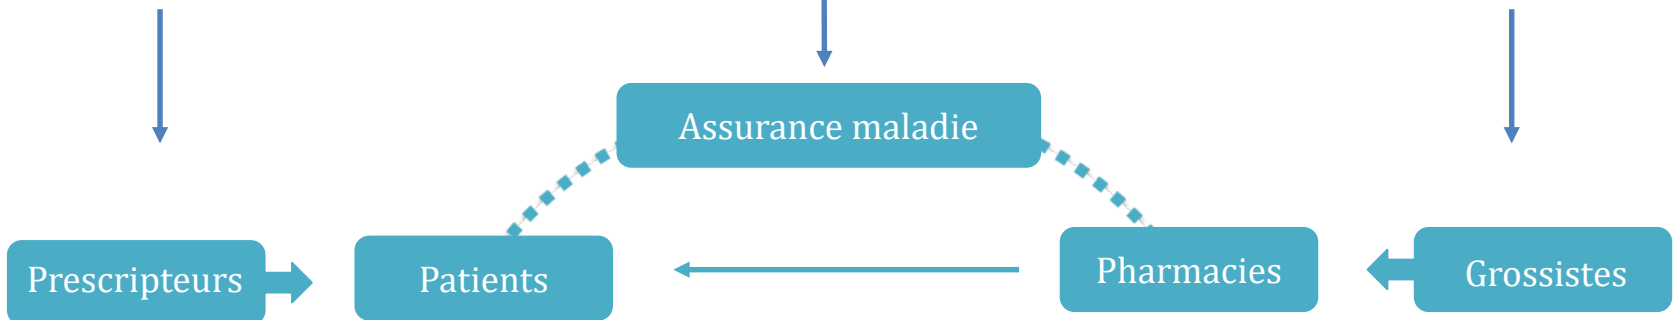 Assurance maladie
Prescripteurs
Patients
Pharmacies
Grossistes